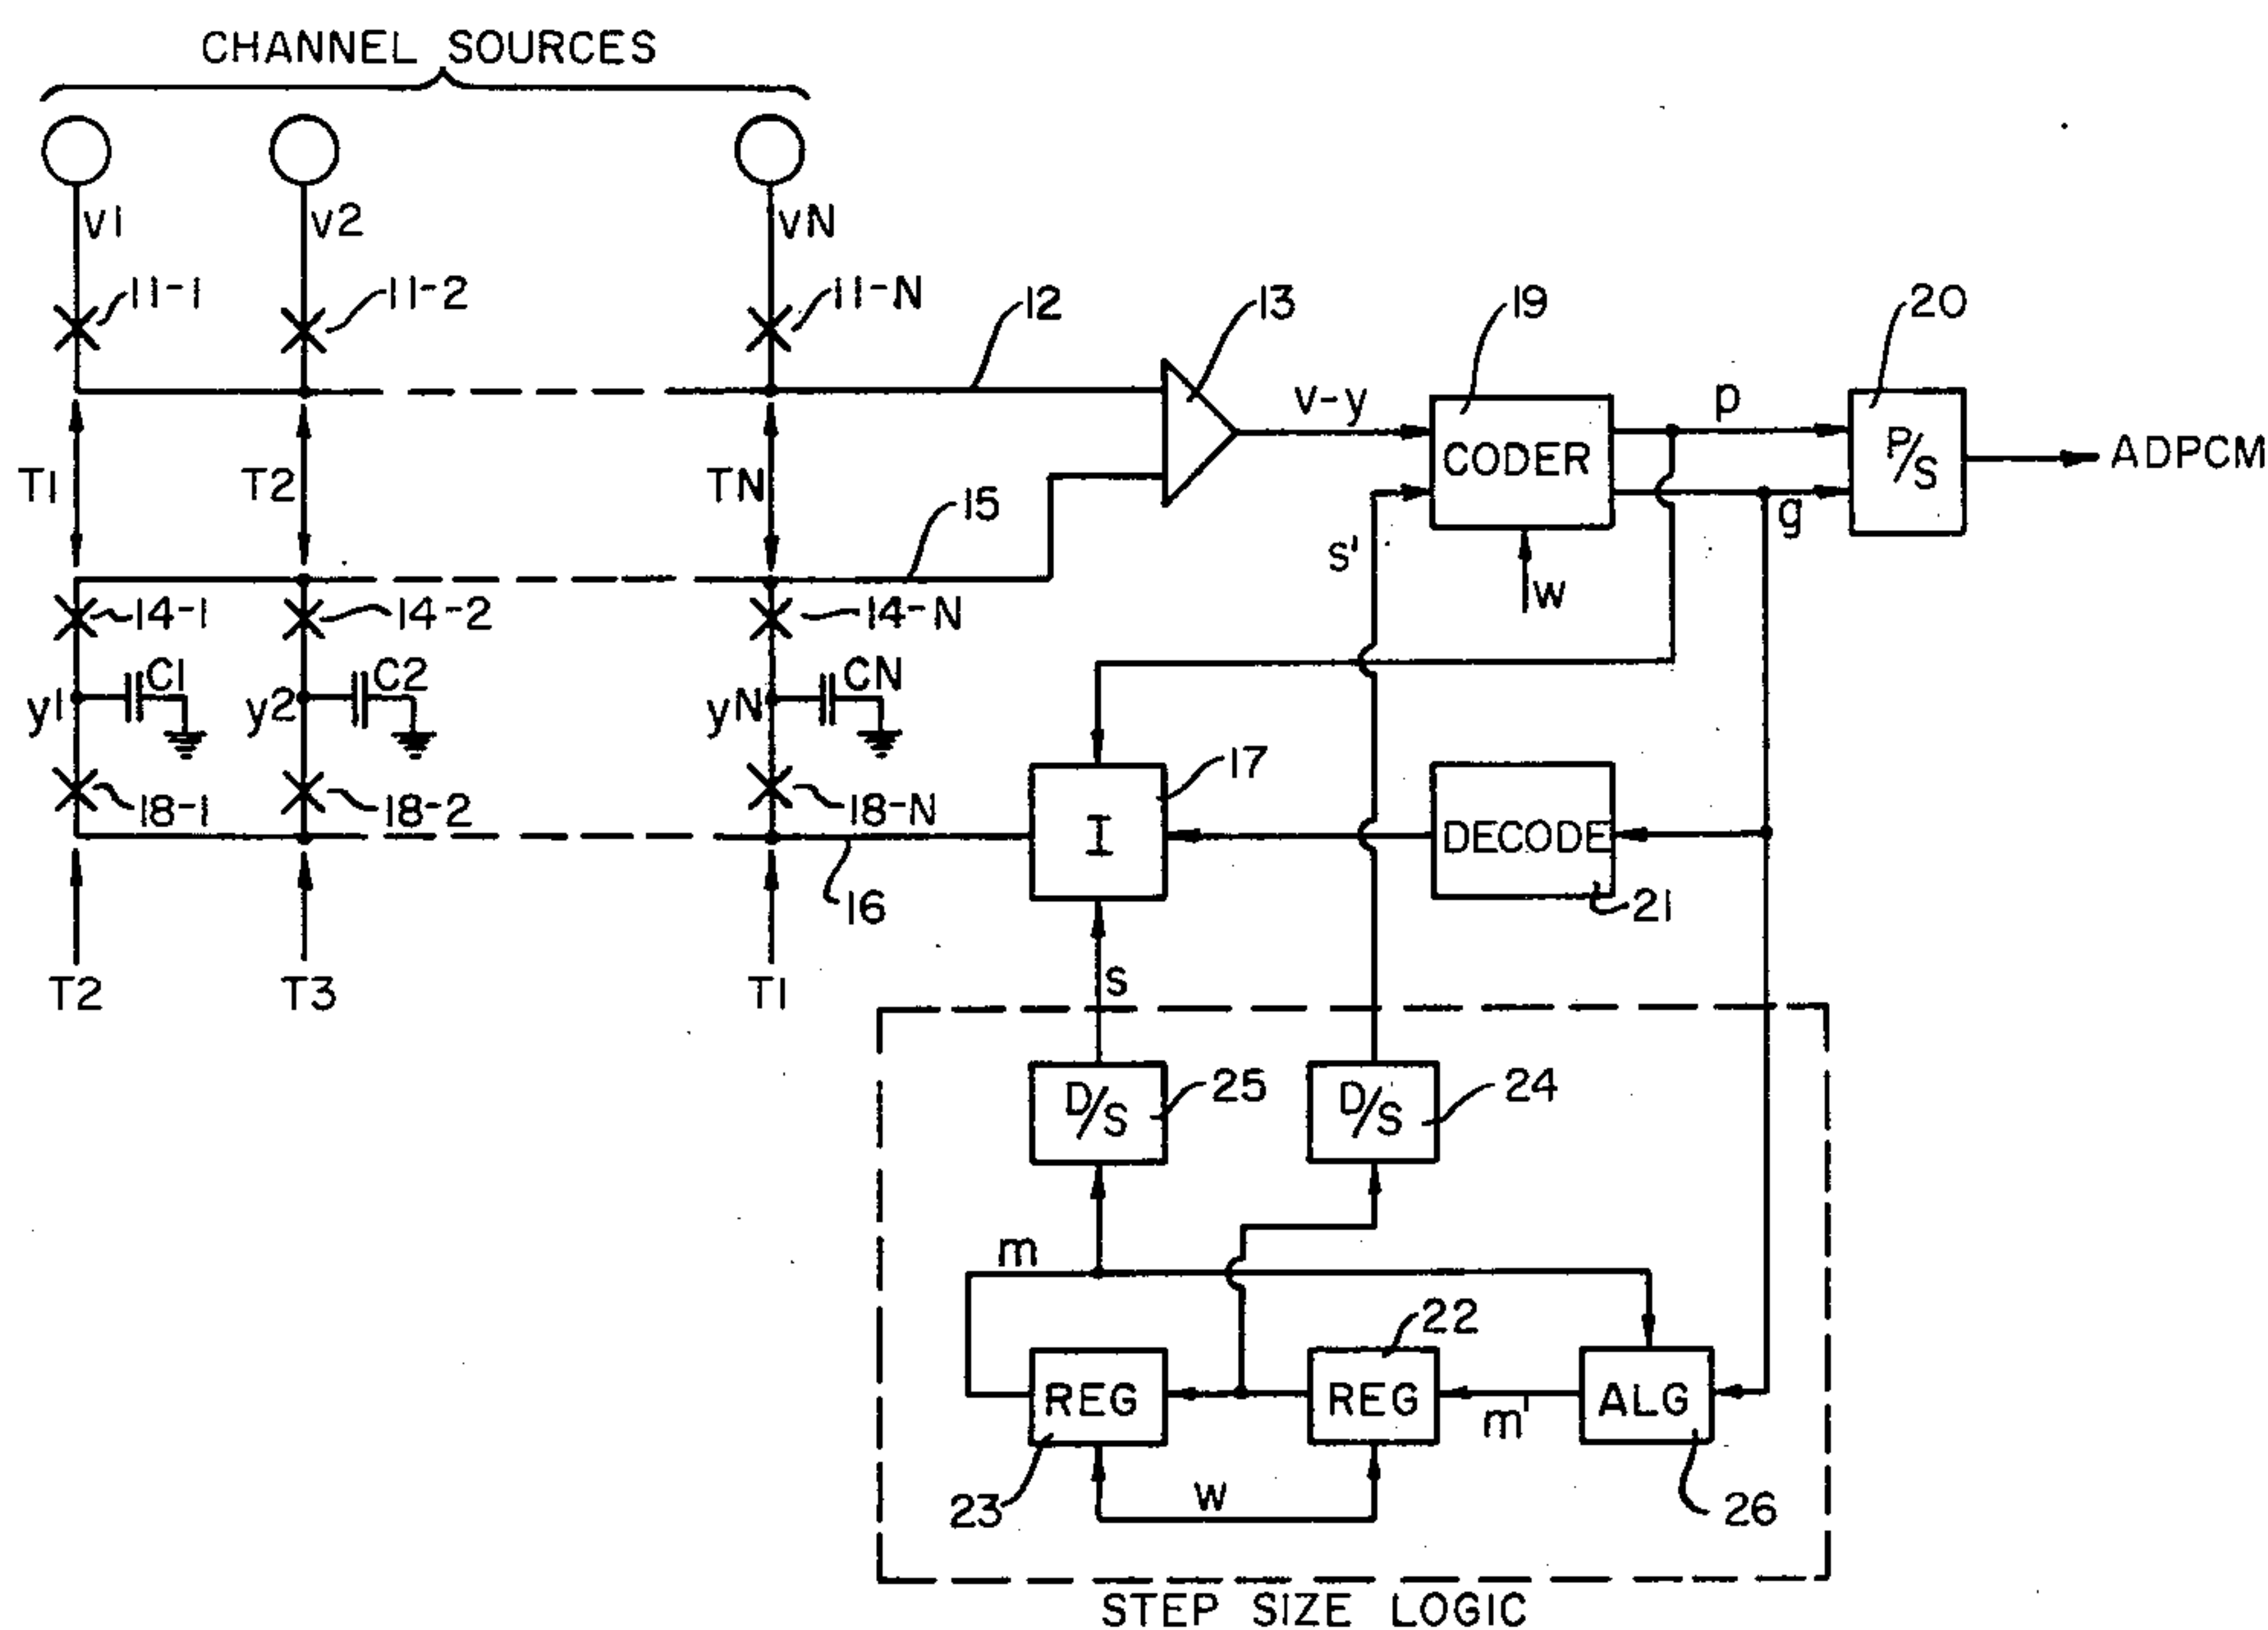 CHANNEL SOURCES
v1 v2 vN
11-1 11-2 11-N 12 13 19 20
v-y CODER p P/S ADPCM
T1 T2 TN 15 s' w g
14-1 14-2 14-N
y1 C1 y2 C2 yN CN
18-1 18-2 18-N 16 17
I DECODE 21
T2 T3 T1 s
D/S 25 D/S 24
m 22
REG REG m' ALG
23 w 26
STEP SIZE LOGIC